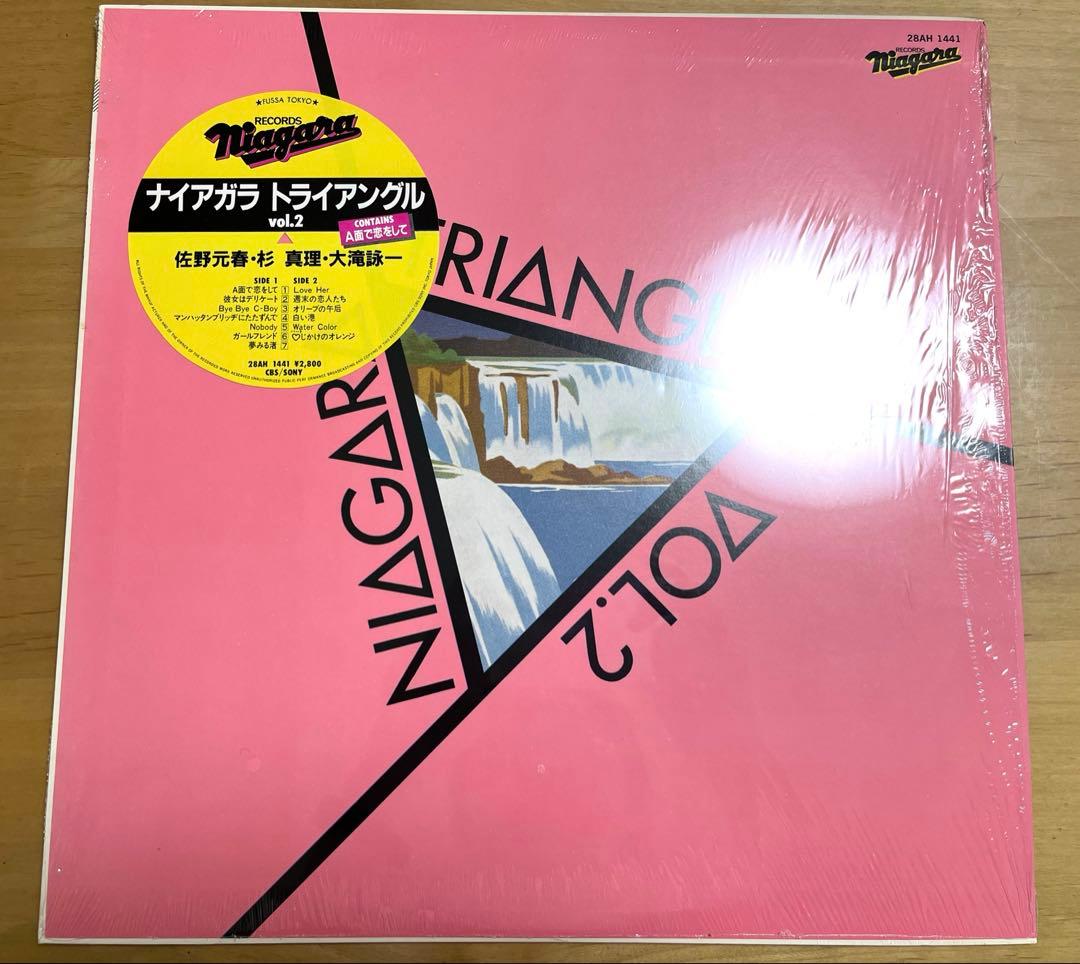 28AH 1441
RECORDS
Niagara
★FUSSA TOKYO★
RECORDS
Niagara
ナイアガラ トライアングル
vol.2
CONTAINS
A面で恋をして
佐野元春・杉 真理・大滝詠一
SIDE 1 SIDE 2
A面で恋をして 1 Love Her
彼女はデリケート 2 週末の恋人たち
Bye Bye C-Boy 3 オリーブの午后
マンハッタンブリッヂにたたずんで 4 白い港
Nobody 5 Water Color
ガールフレンド 6 ♡じかけのオレンジ
夢みる渚 7
28AH 1441 ¥2,800
CBS/SONY
NIAGAR
TRIANGL
VOL.2